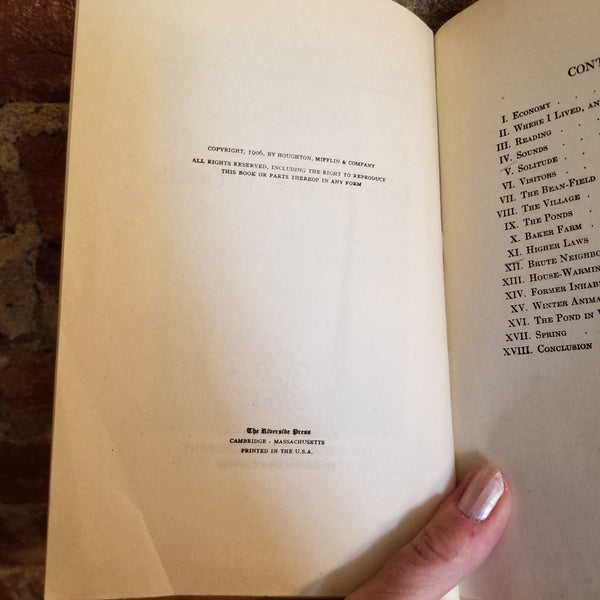 COPYRIGHT, 1906, BY HOUGHTON, MIFFLIN & COMPANY
ALL RIGHTS RESERVED, INCLUDING THE RIGHT TO REPRODUCE
THIS BOOK OR PARTS THEREOF IN ANY FORM
The Riverside Press
CAMBRIDGE · MASSACHUSETTS
PRINTED IN THE U.S.A.
CONT
I. ECONOMY . .
II. WHERE I LIVED, AN
III. READING . .
IV. SOUNDS . .
V. SOLITUDE . .
VI. VISITORS . .
VII. THE BEAN-FIELD
VIII. THE VILLAGE .
IX. THE PONDS .
X. BAKER FARM .
XI. HIGHER LAWS
XII. BRUTE NEIGHBO
XIII. HOUSE-WARMIN
XIV. FORMER INHABI
XV. WINTER ANIMA
XVI. THE POND IN W
XVII. SPRING .
XVIII. CONCLUSION